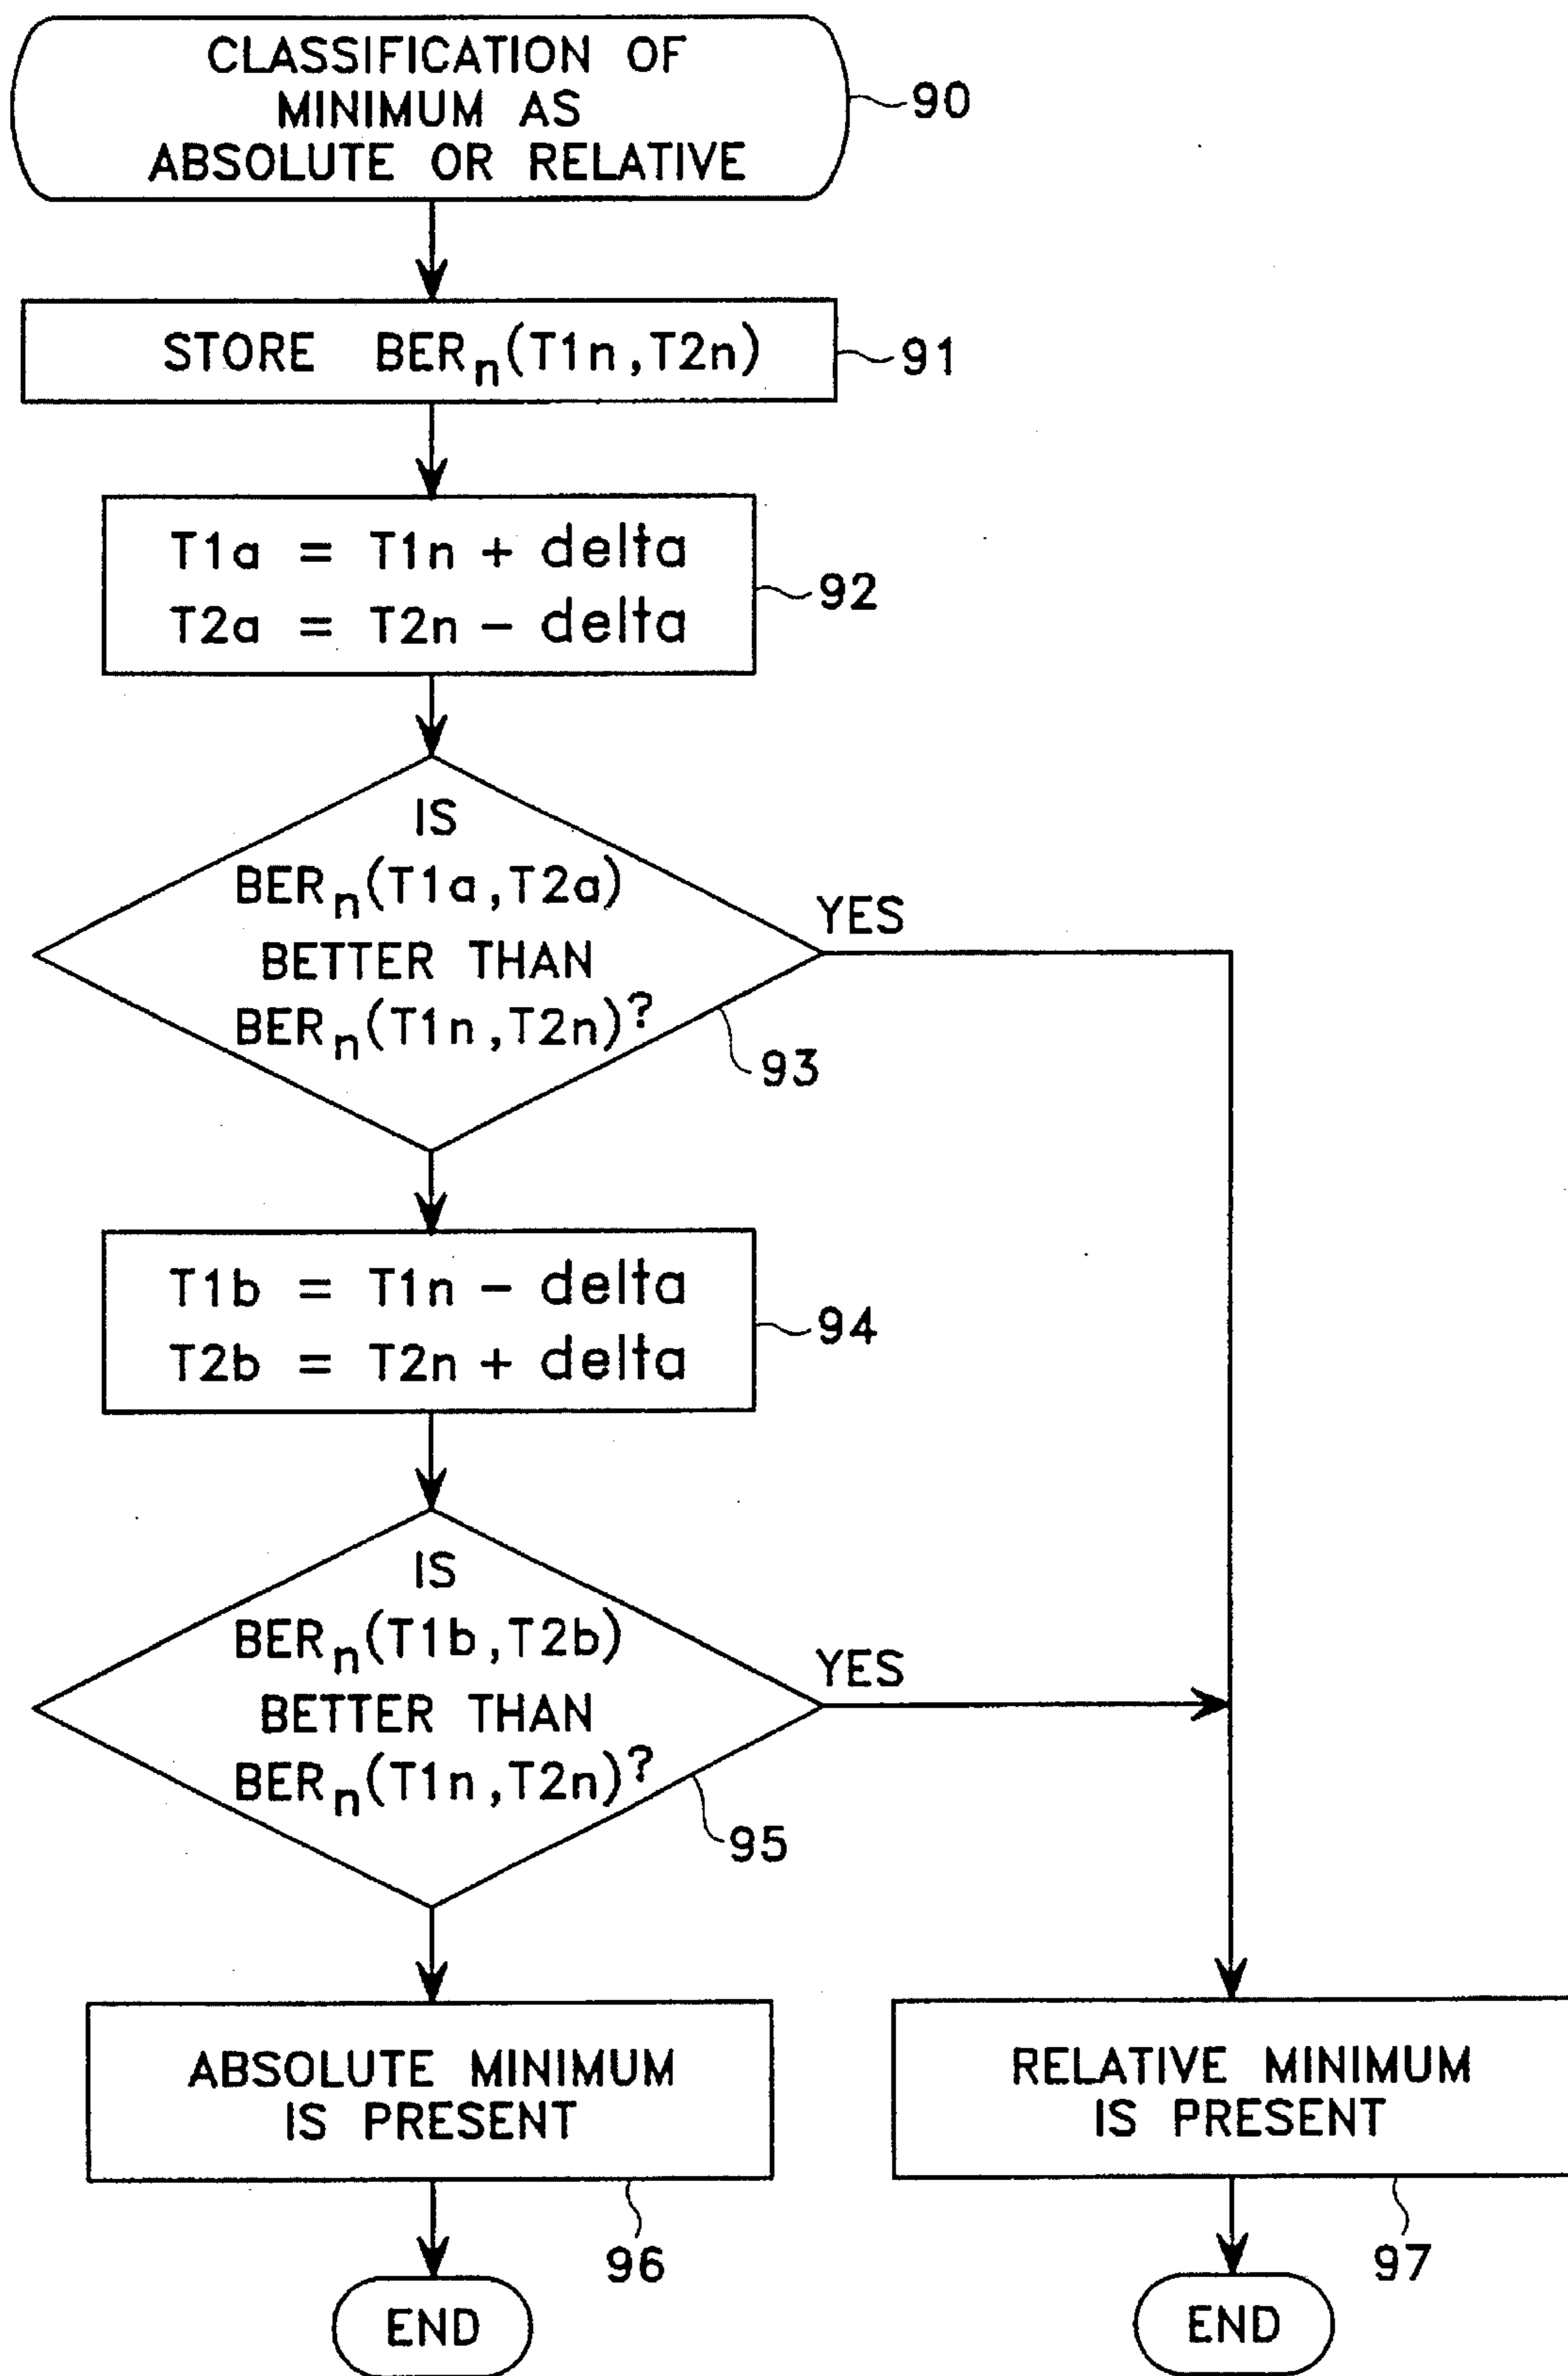 CLASSIFICATION OF
MINIMUM AS
ABSOLUTE OR RELATIVE
90
STORE BERn(T1n,T2n)
91
T1a = T1n + delta
T2a = T2n - delta
92
IS
BERn(T1a,T2a)
BETTER THAN
BERn(T1n,T2n)?
YES
93
T1b = T1n - delta
T2b = T2n + delta
94
IS
BERn(T1b,T2b)
BETTER THAN
BERn(T1n,T2n)?
YES
95
ABSOLUTE MINIMUM
IS PRESENT
96
RELATIVE MINIMUM
IS PRESENT
97
END
END